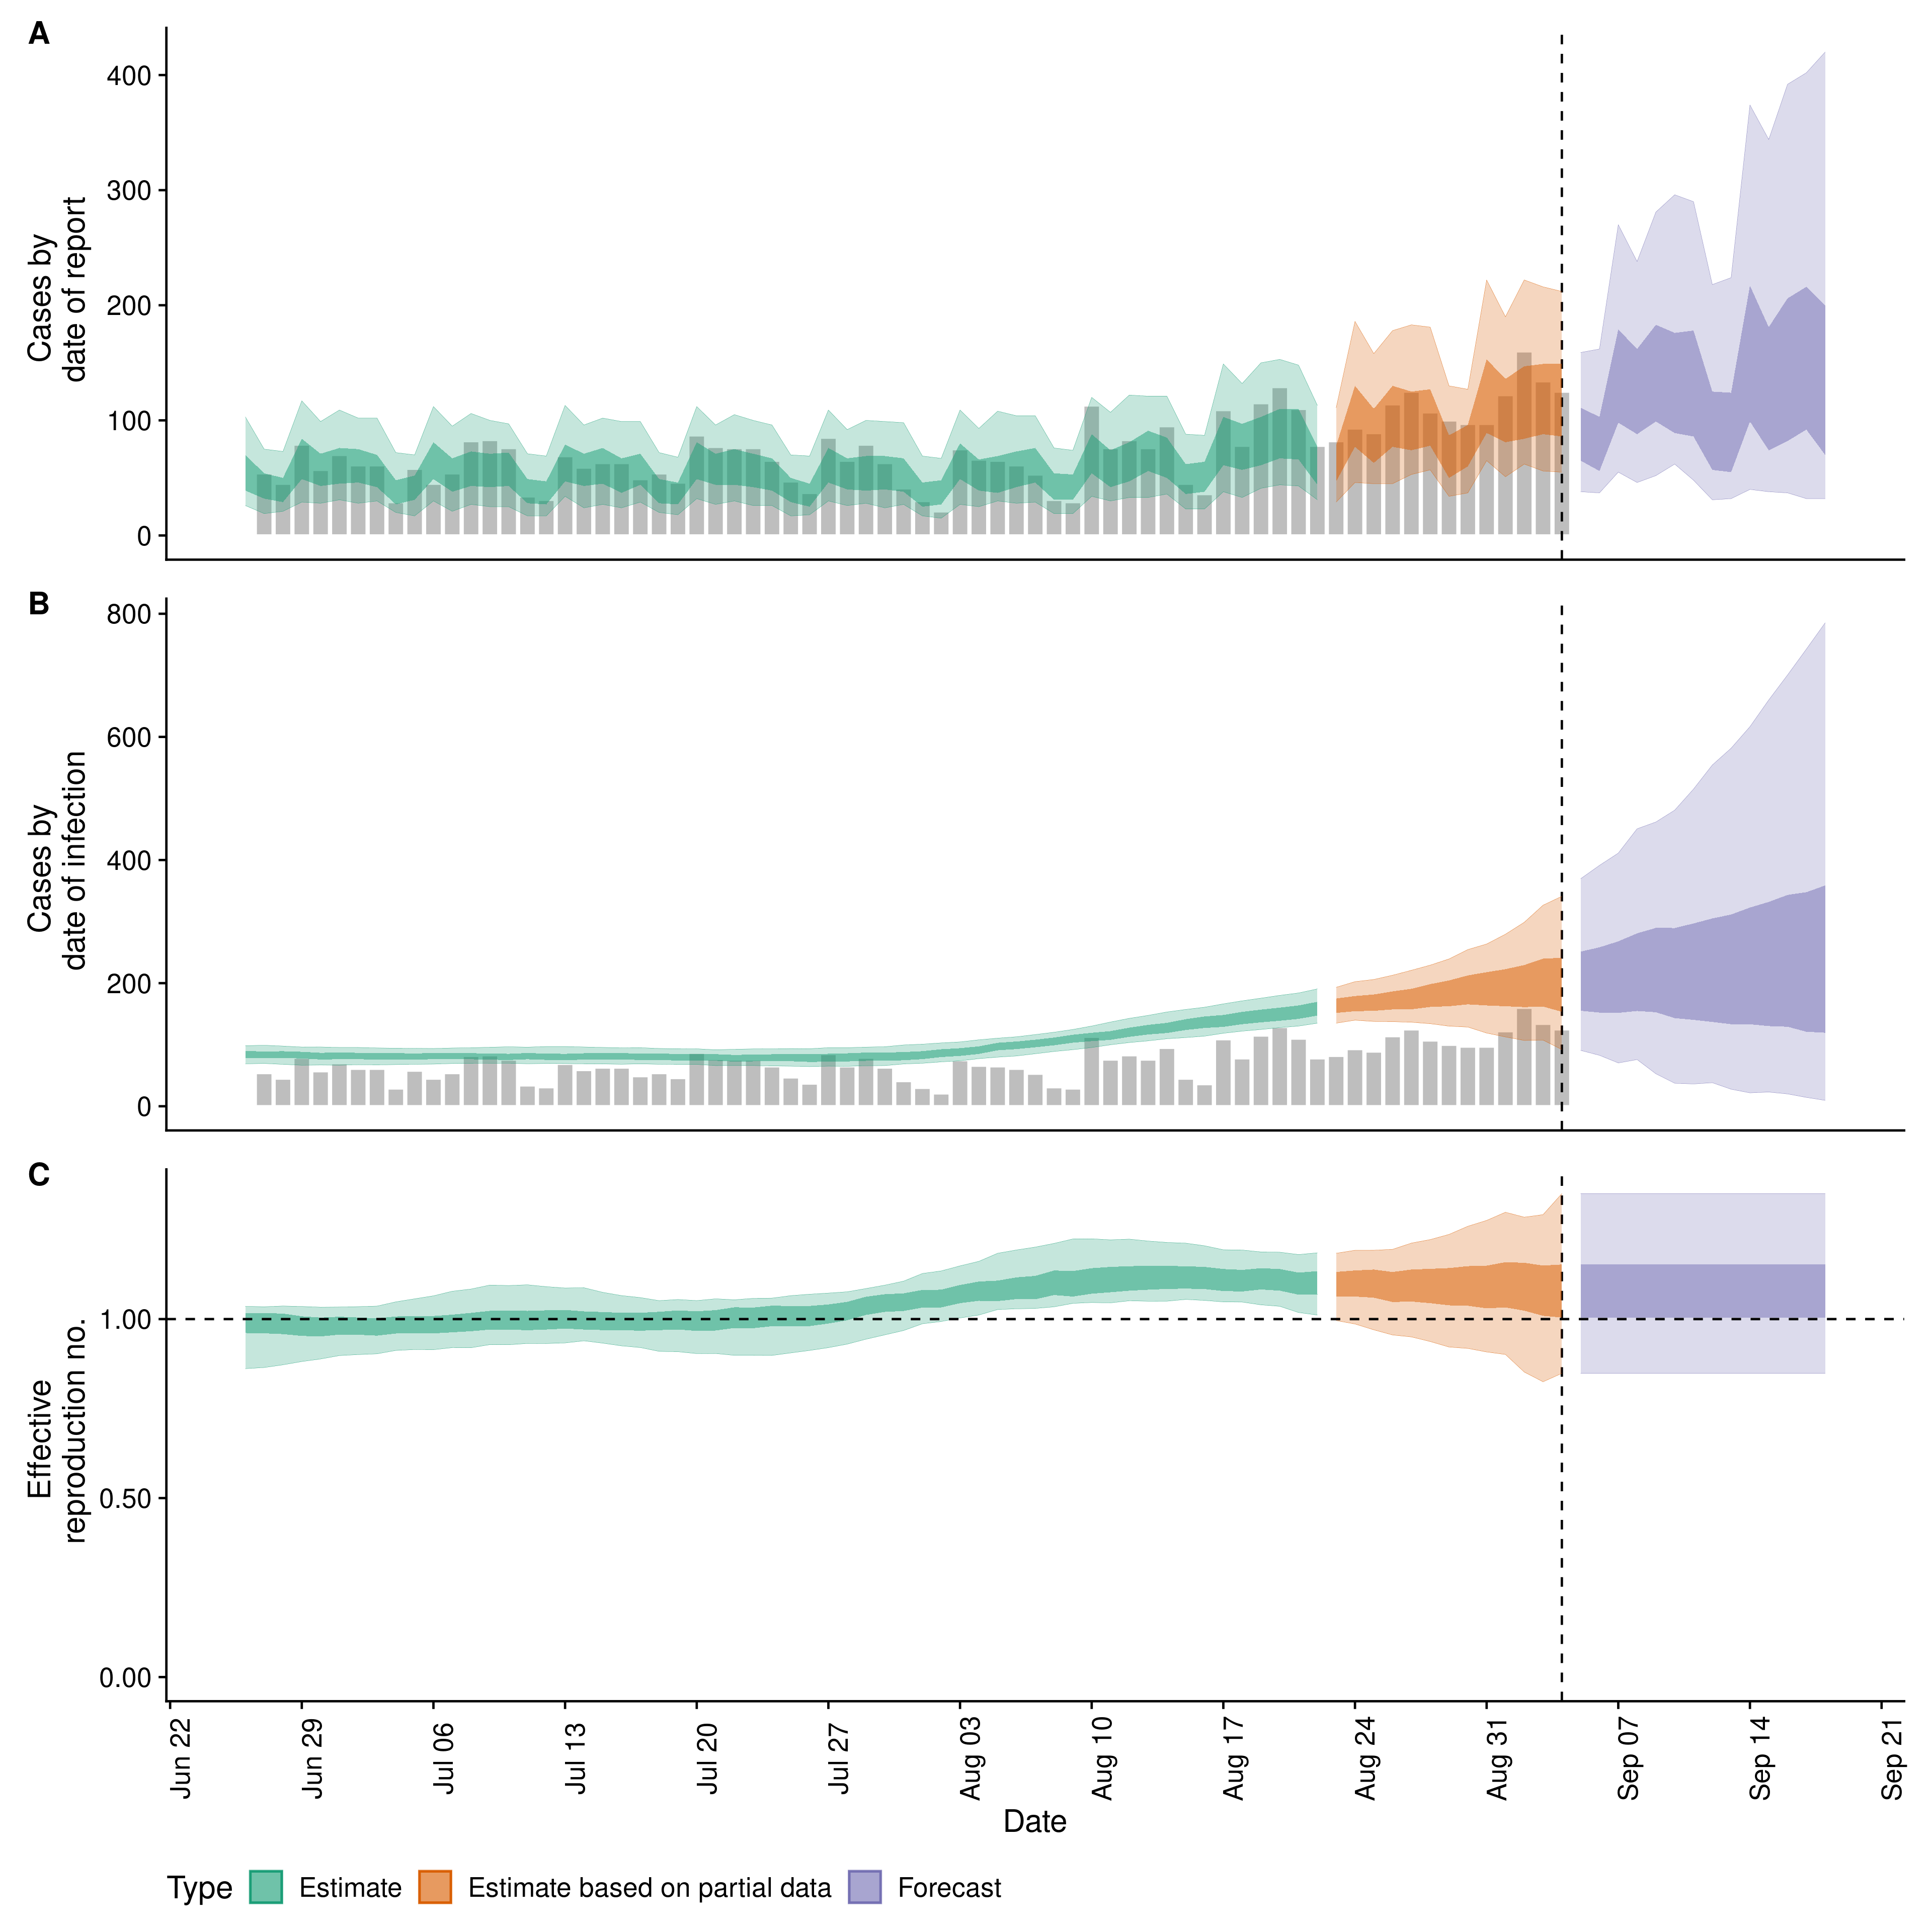 A
400
300
200
100
0
Cases by
date of report
B
800
600
400
200
0
Cases by
date of infection
C
1.00
0.50
0.00
Effective
reproduction no.
Jun 22
Jun 29
Jul 06
Jul 13
Jul 20
Jul 27
Aug 03
Aug 10
Aug 17
Aug 24
Aug 31
Sep 07
Sep 14
Sep 21
Date
Type Estimate Estimate based on partial data Forecast